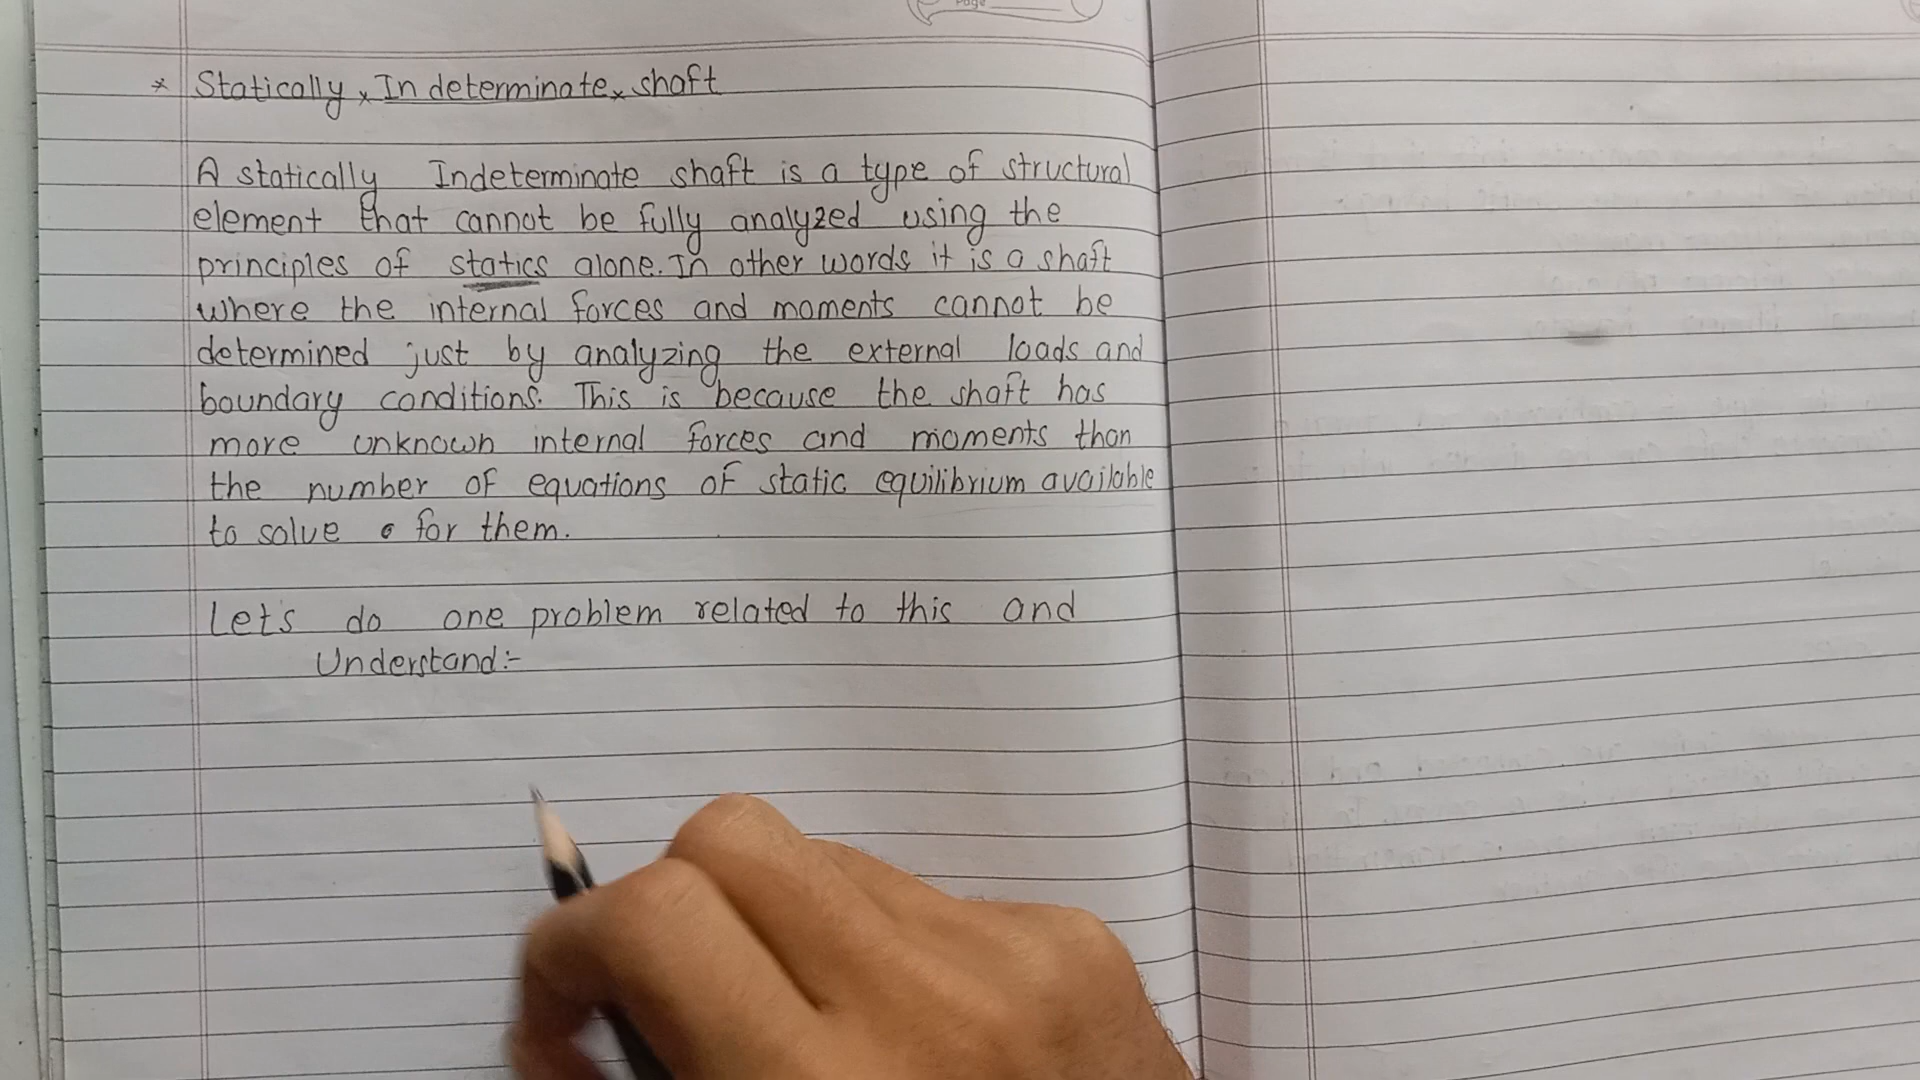 Page
* Statically x Indeterminate x shaft
A statically Indeterminate shaft is a type of structural
element that cannot be fully analyzed using the
principles of statics alone. In other words it is a shaft
where the internal forces and moments cannot be
determined just by analyzing the external loads and
boundary conditions. This is because the shaft has
more unknown internal forces and moments than
the number of equations of static equilibrium available
to solve for them.
Let's do one problem related to this and
Understand:-